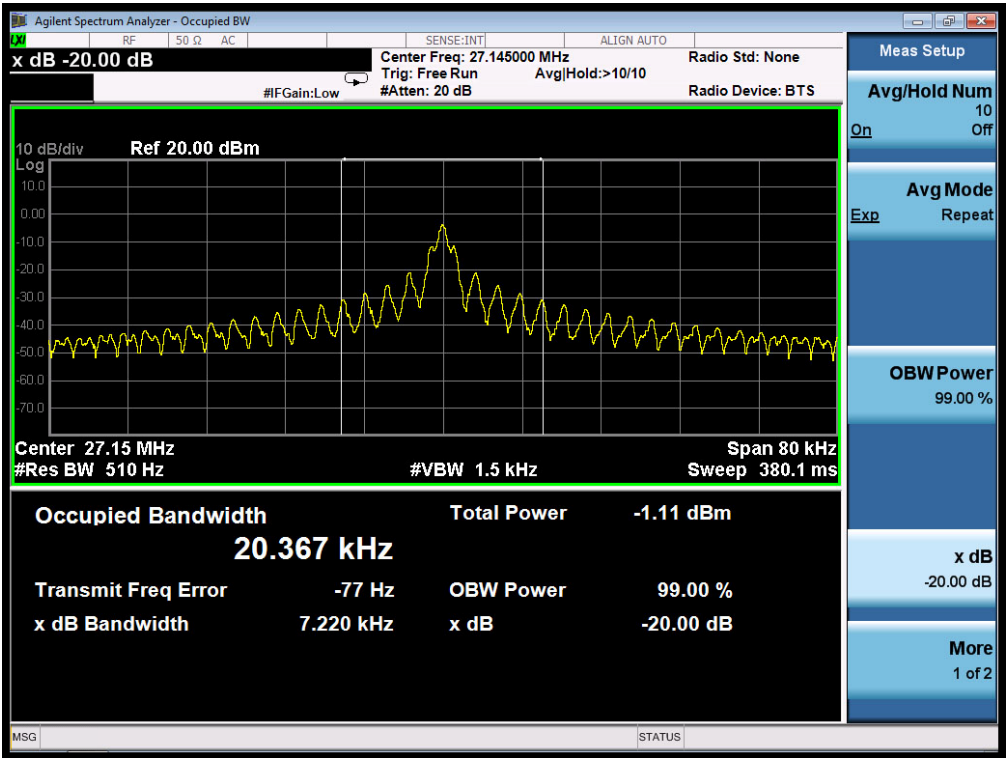 Agilent Spectrum Analyzer - Occupied BW
LXI RF 50 Ω AC SENSE:INT ALIGN AUTO
x dB -20.00 dB
Center Freq: 27.145000 MHz Radio Std: None
Trig: Free Run Avg|Hold:>10/10
#IFGain:Low #Atten: 20 dB Radio Device: BTS
10 dB/div Ref 20.00 dBm
Log
10.0
0.00
-10.0
-20.0
-30.0
-40.0
-50.0
-60.0
-70.0
Center 27.15 MHz Span 80 kHz
#Res BW 510 Hz #VBW 1.5 kHz Sweep 380.1 ms
Occupied Bandwidth Total Power -1.11 dBm
20.367 kHz
Transmit Freq Error -77 Hz OBW Power 99.00 %
x dB Bandwidth 7.220 kHz x dB -20.00 dB
MSG STATUS
Meas Setup
Avg/Hold Num
10
On Off
Avg Mode
Exp Repeat
OBW Power
99.00 %
x dB
-20.00 dB
More
1 of 2